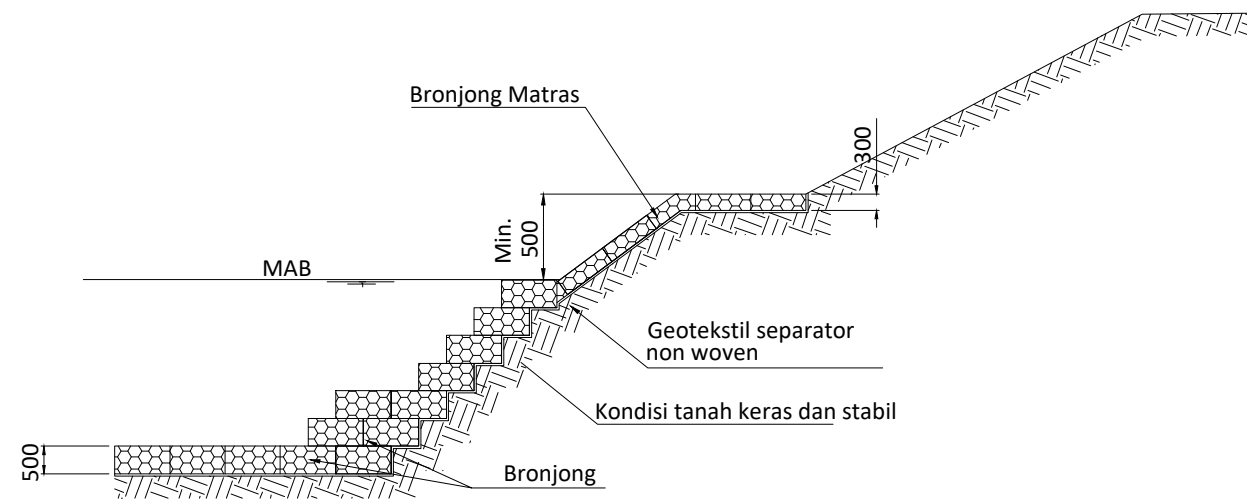 Bronjong Matras
300
Min.
500
MAB
Geotekstil separator
non woven
Kondisi tanah keras dan stabil
500
Bronjong